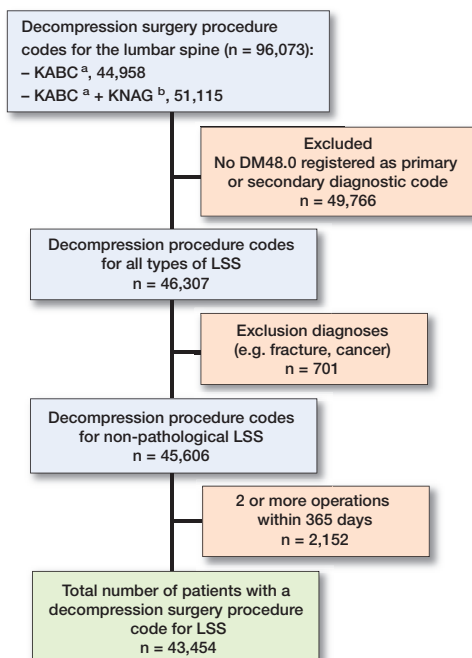 Decompression surgery procedure
codes for the lumbar spine (n = 96,073):
– KABC a, 44,958
– KABC a + KNAG b, 51,115
Excluded
No DM48.0 registered as primary
or secondary diagnostic code
n = 49,766
Decompression procedure codes
for all types of LSS
n = 46,307
Exclusion diagnoses
(e.g. fracture, cancer)
n = 701
Decompression procedure codes
for non-pathological LSS
n = 45,606
2 or more operations
within 365 days
n = 2,152
Total number of patients with a
decompression surgery procedure
code for LSS
n = 43,454